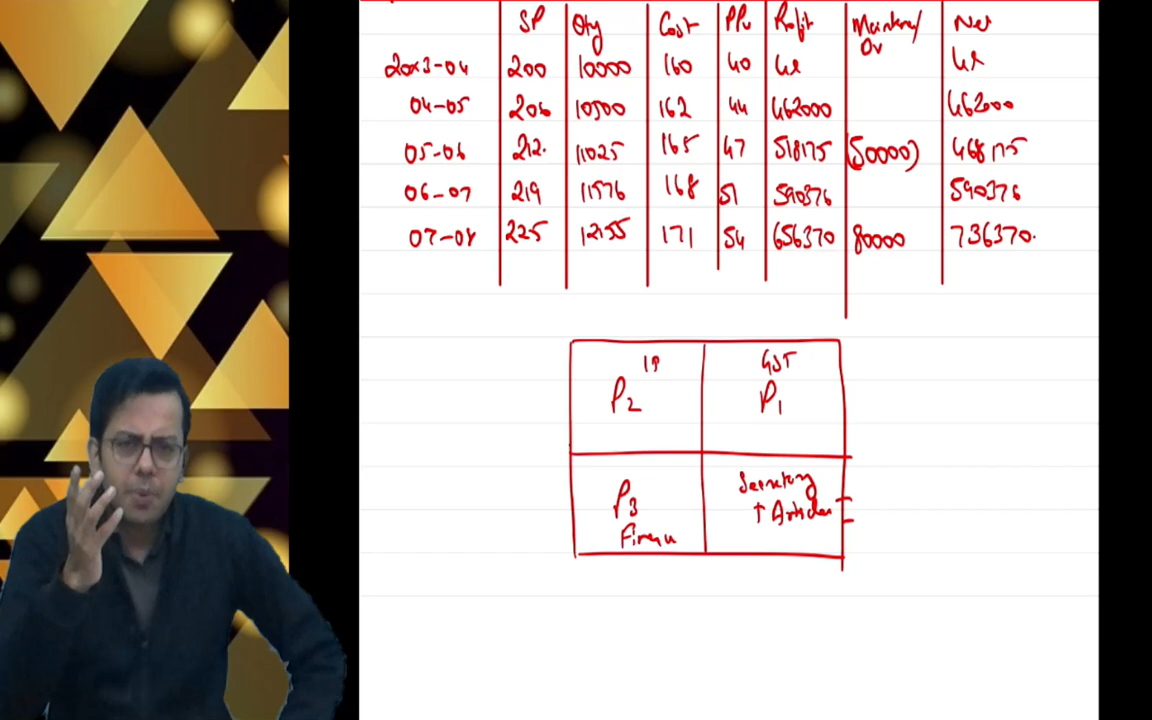 SP Qty Cost PPU Profit Maintenance/ Net
OV
20x3-04 200 10000 160 40 4L 4L
04-05 206 10500 162 44 462000 462000
05-06 212. 11025 165 47 518175 (50000) 468175
06-07 219 11576 168 51 590376 590376
07-08 225 12155 171 54 656370 80000 736370.
GST
P2 P1
Secretary
P3 ↑ Articles